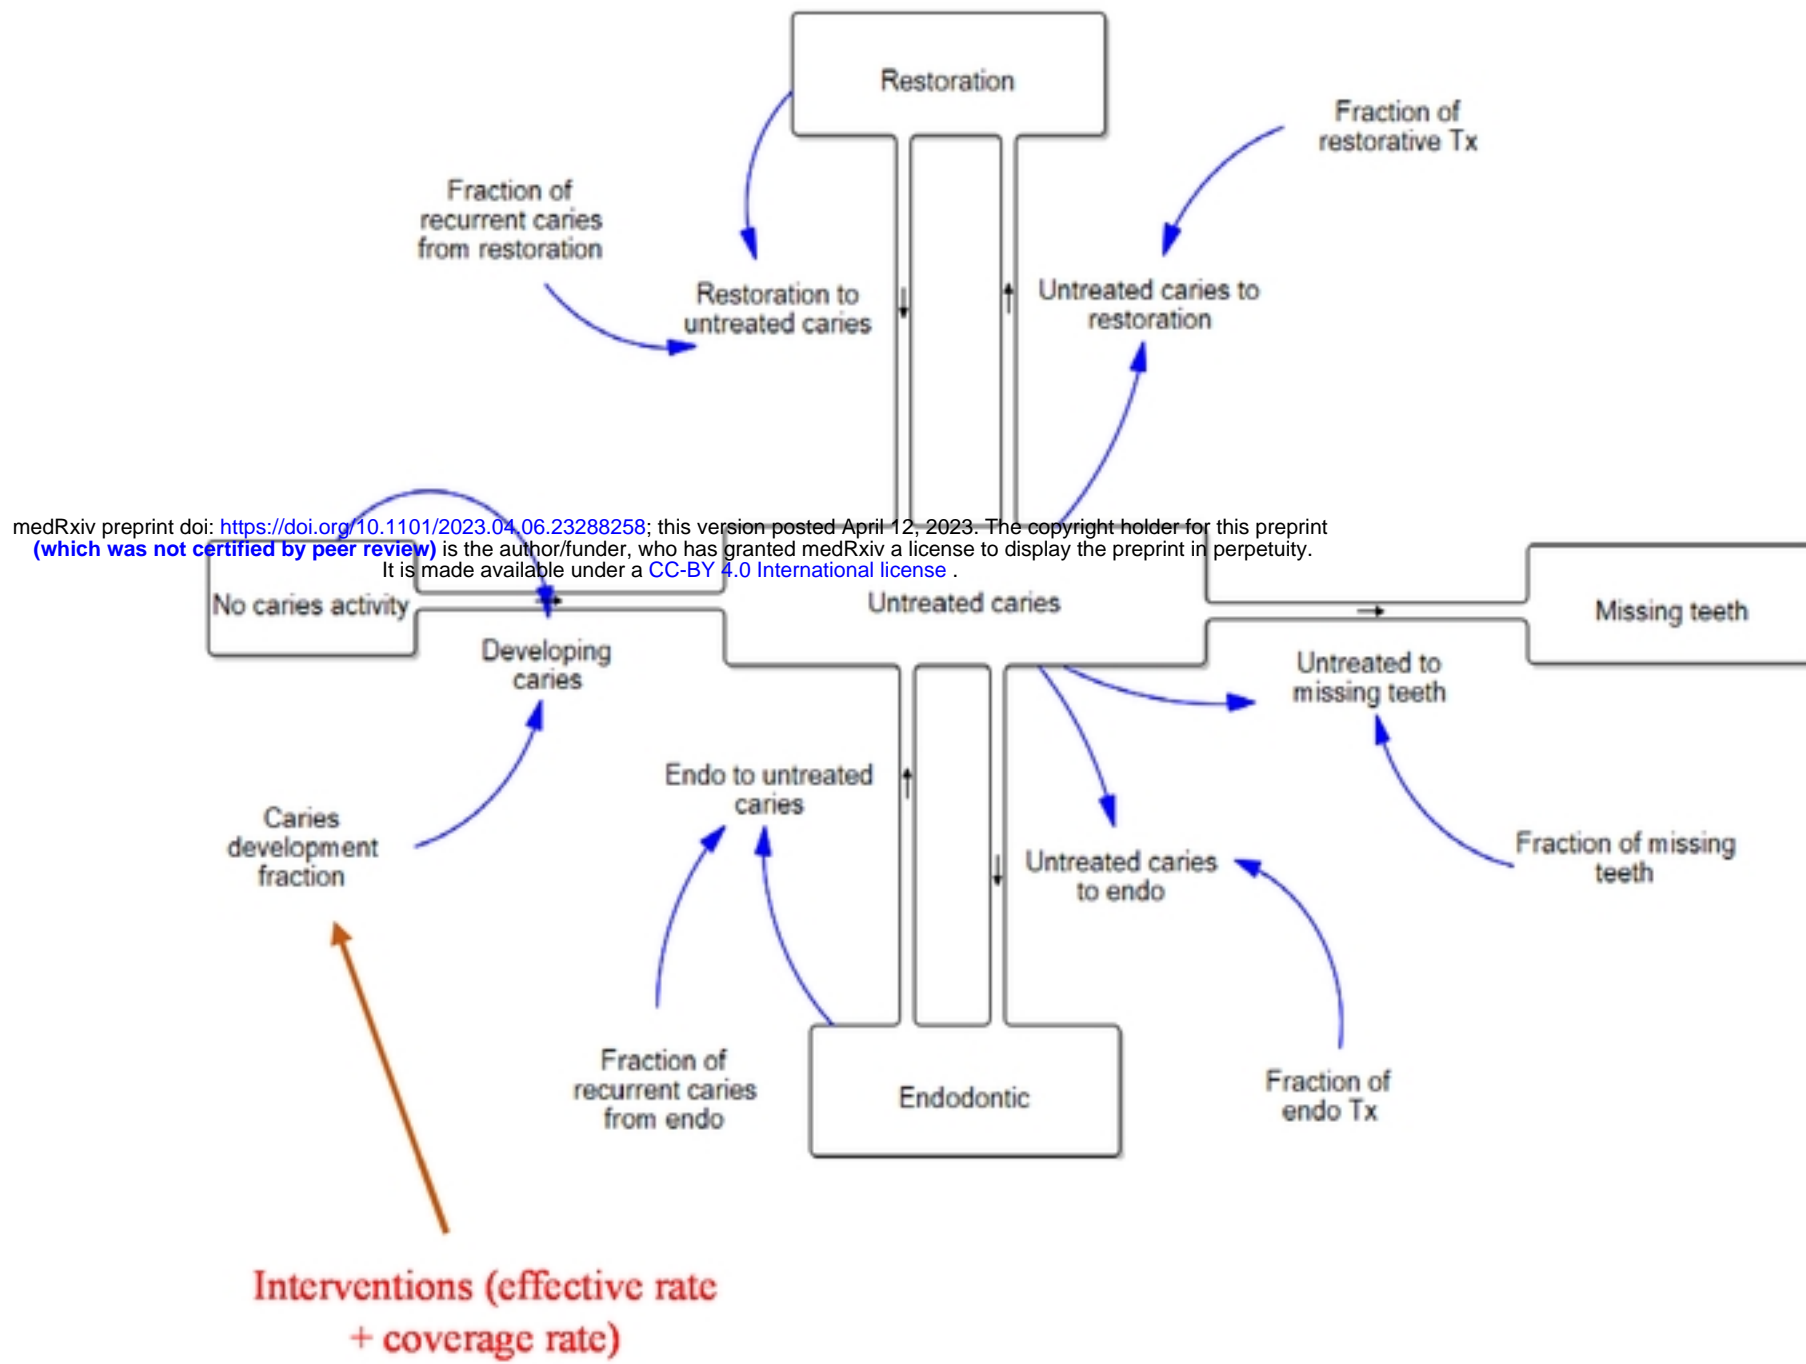 Restoration
Fraction of
restorative Tx
Fraction of
recurrent caries
from restoration
Restoration to
untreated caries
Untreated caries to
restoration
medRxiv preprint doi: https://doi.org/10.1101/2023.04.06.23288258; this version posted April 12, 2023. The copyright holder for this preprint
(which was not certified by peer review) is the author/funder, who has granted medRxiv a license to display the preprint in perpetuity.
It is made available under a CC-BY 4.0 International license .
No caries activity
Untreated caries
Missing teeth
Developing
caries
Untreated to
missing teeth
Endo to untreated
caries
Caries
development
fraction
Untreated caries
to endo
Fraction of missing
teeth
Fraction of
recurrent caries
from endo
Endodontic
Fraction of
endo Tx
Interventions (effective rate
+ coverage rate)